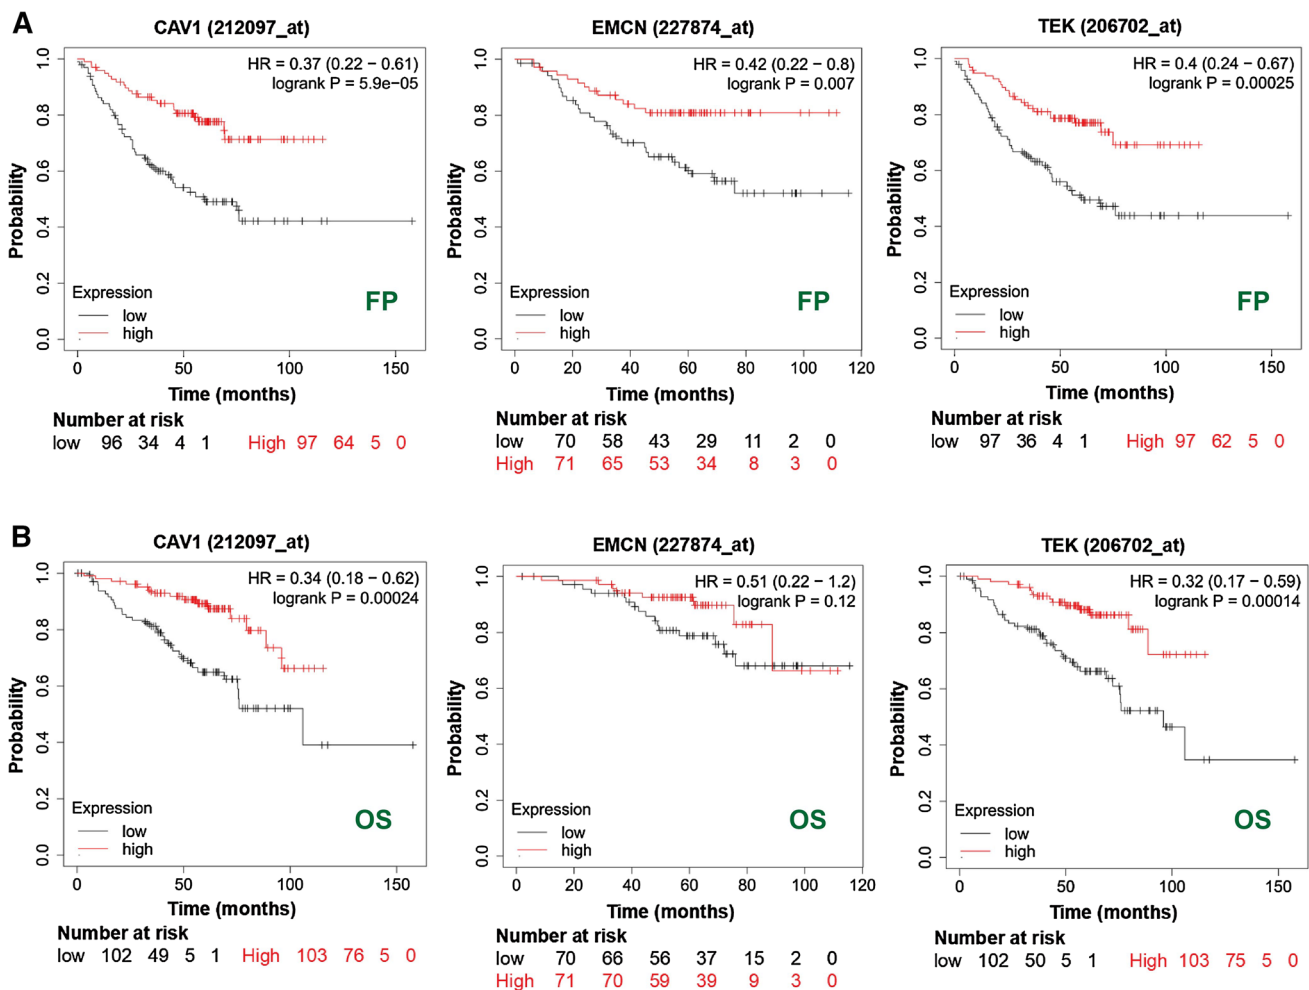 A
CAV1 (212097_at)
HR = 0.37 (0.22 − 0.61)
logrank P = 5.9e−05
Probability
1.0
0.8
0.6
0.4
0.2
0.0
Expression
low
high
FP
0 50 100 150
Time (months)
Number at risk
low 96 34 4 1 High 97 64 5 0
EMCN (227874_at)
HR = 0.42 (0.22 − 0.8)
logrank P = 0.007
Probability
1.0
0.8
0.6
0.4
0.2
0.0
Expression
low
high
FP
0 20 40 60 80 100 120
Time (months)
Number at risk
low 70 58 43 29 11 2 0
High 71 65 53 34 8 3 0
TEK (206702_at)
HR = 0.4 (0.24 − 0.67)
logrank P = 0.00025
Probability
1.0
0.8
0.6
0.4
0.2
0.0
Expression
low
high
FP
0 50 100 150
Time (months)
Number at risk
low 97 36 4 1 High 97 62 5 0
B
CAV1 (212097_at)
HR = 0.34 (0.18 − 0.62)
logrank P = 0.00024
Probability
1.0
0.8
0.6
0.4
0.2
0.0
Expression
low
high
OS
0 50 100 150
Time (months)
Number at risk
low 102 49 5 1 High 103 76 5 0
EMCN (227874_at)
HR = 0.51 (0.22 − 1.2)
logrank P = 0.12
Probability
1.0
0.8
0.6
0.4
0.2
0.0
Expression
low
high
OS
0 20 40 60 80 100 120
Time (months)
Number at risk
low 70 66 56 37 15 2 0
High 71 70 59 39 9 3 0
TEK (206702_at)
HR = 0.32 (0.17 − 0.59)
logrank P = 0.00014
Probability
1.0
0.8
0.6
0.4
0.2
0.0
Expression
low
high
OS
0 50 100 150
Time (months)
Number at risk
low 102 50 5 1 High 103 75 5 0